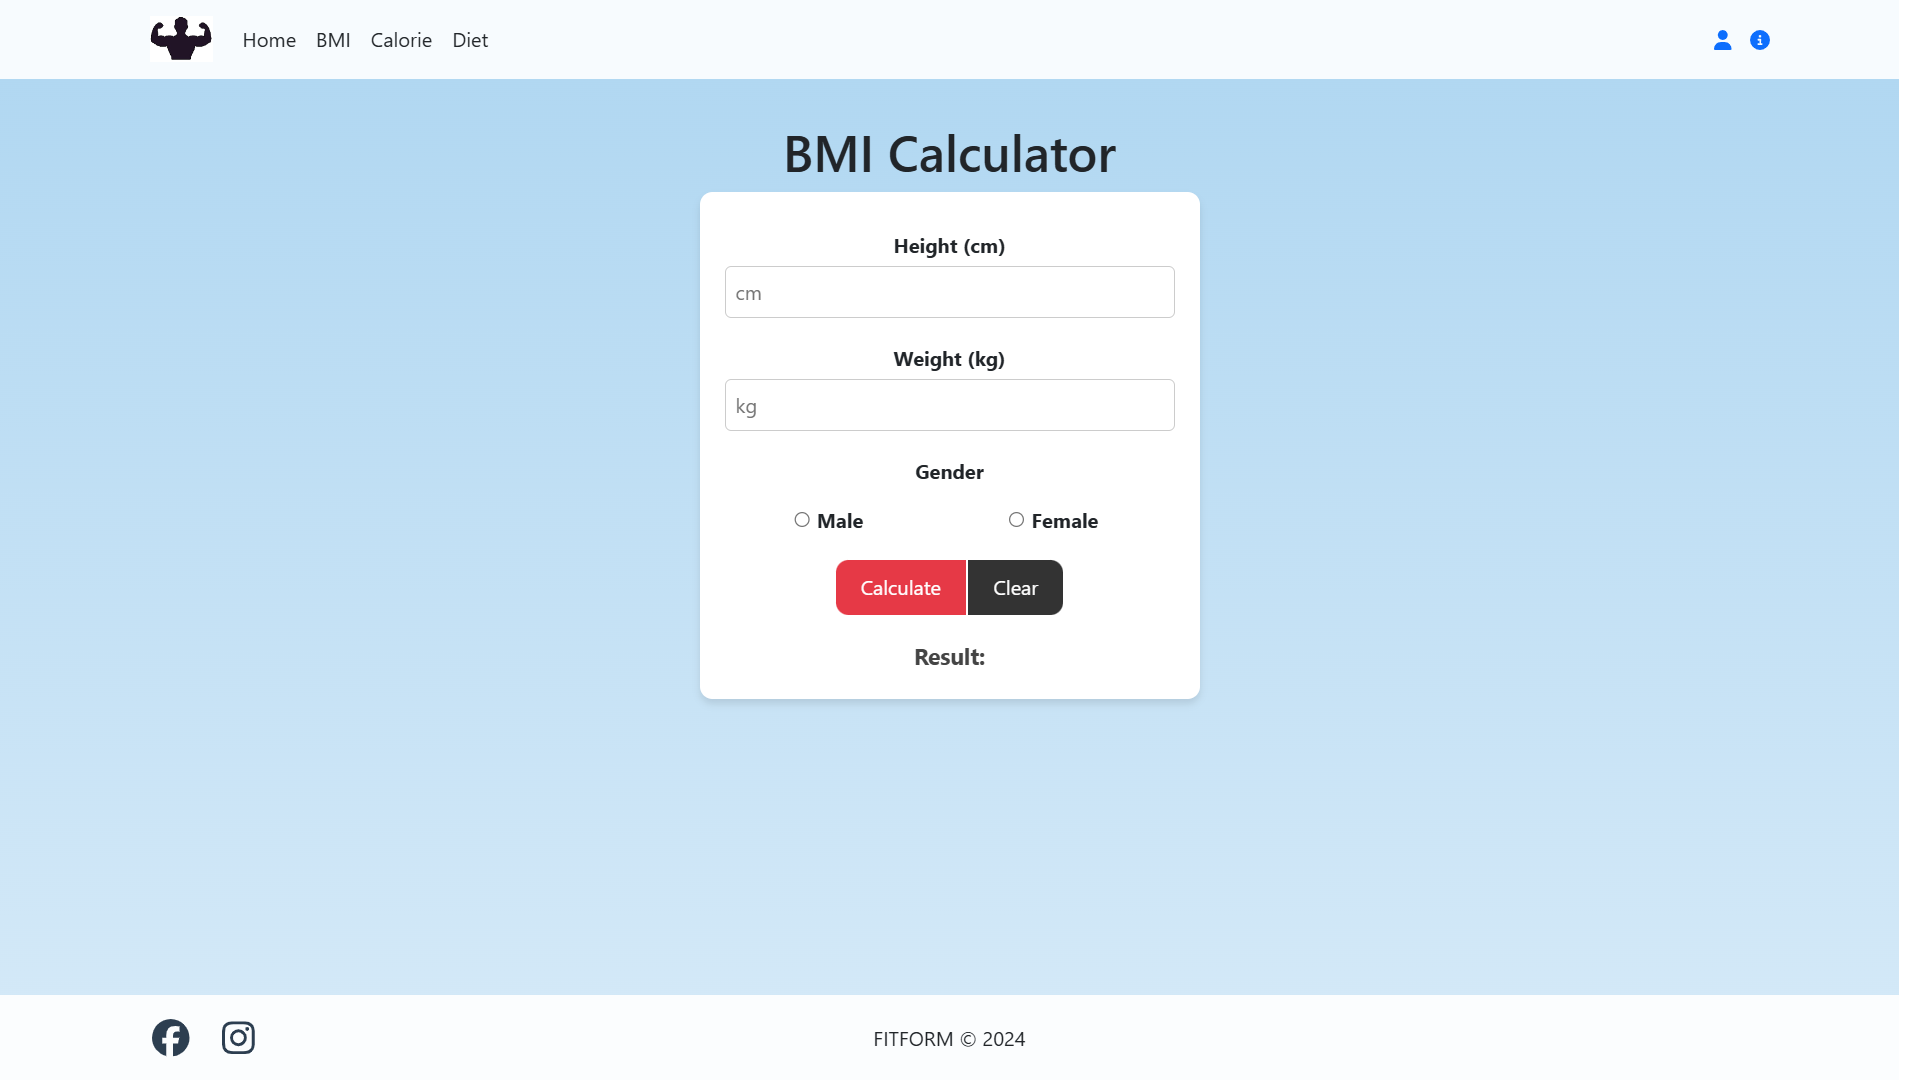 Home BMI Calorie Diet
BMI Calculator
Height (cm)
cm
Weight (kg)
kg
Gender
Male Female
Calculate Clear
Result:
FITFORM © 2024